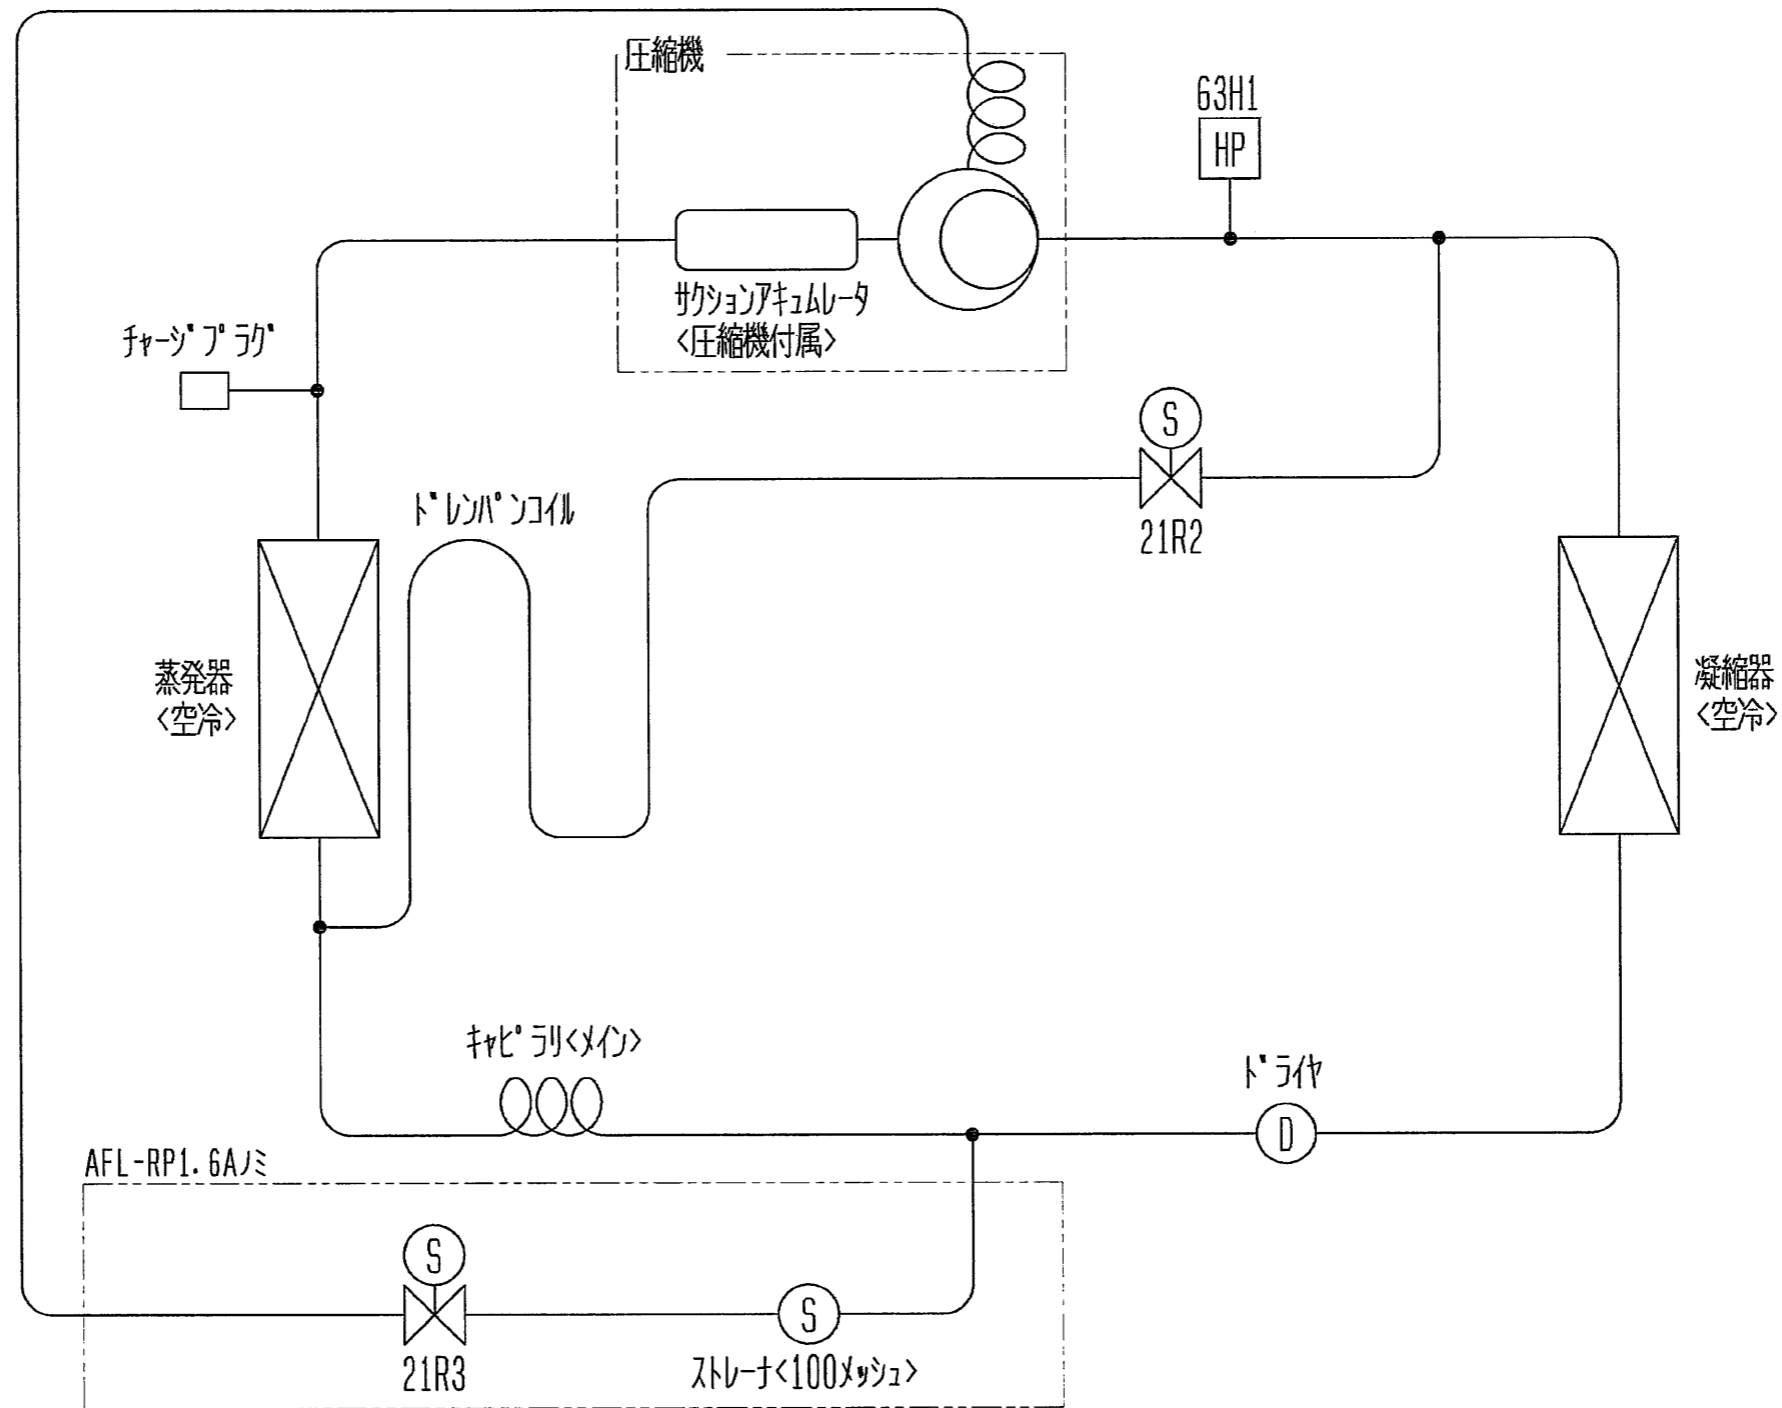 圧縮機
63H1
HP
サクションアキュムレータ
<圧縮機付属>
チャージプラグ
S
21R2
ドレンパンコイル
蒸発器
<空冷>
凝縮器
<空冷>
キャピラリ<メイン>
ドライヤ
D
AFL-RP1.6Aノミ
S
21R3
S
ストレーナ<100メッシュ>